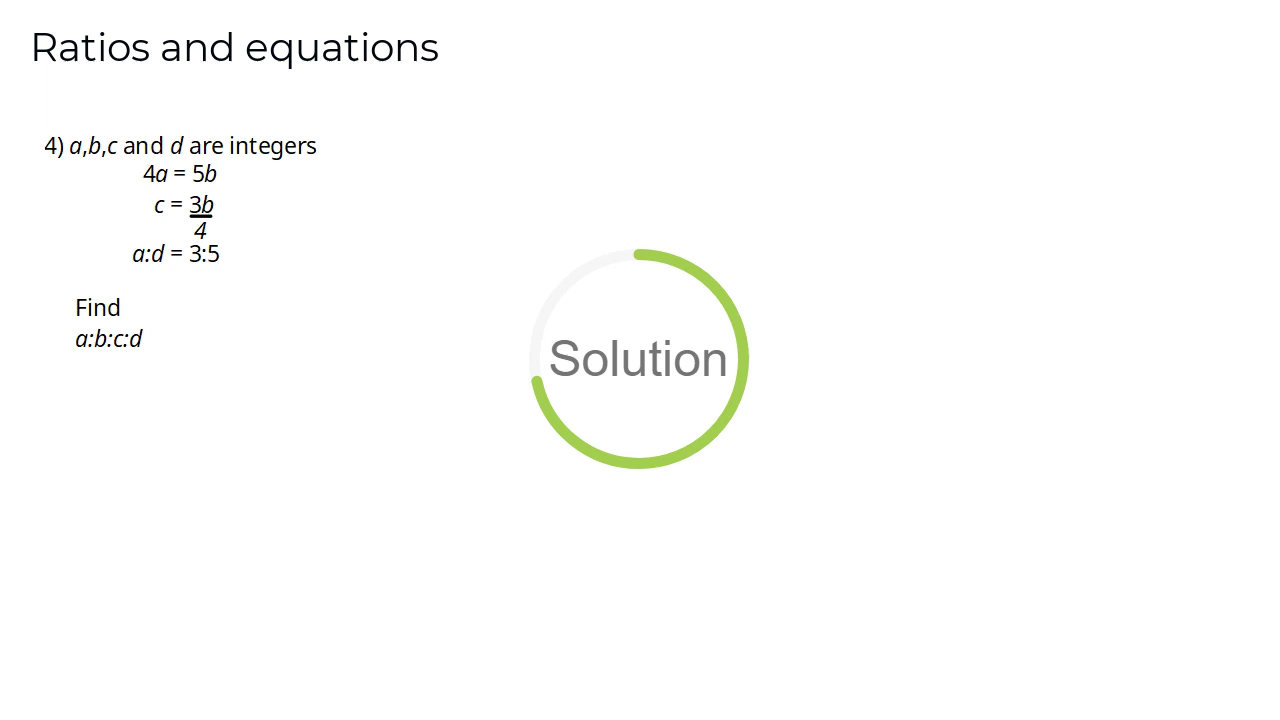 Ratios and equations
4) a,b,c and d are integers
4a = 5b
c = 3b
4
a:d = 3:5
Find
a:b:c:d
Solution